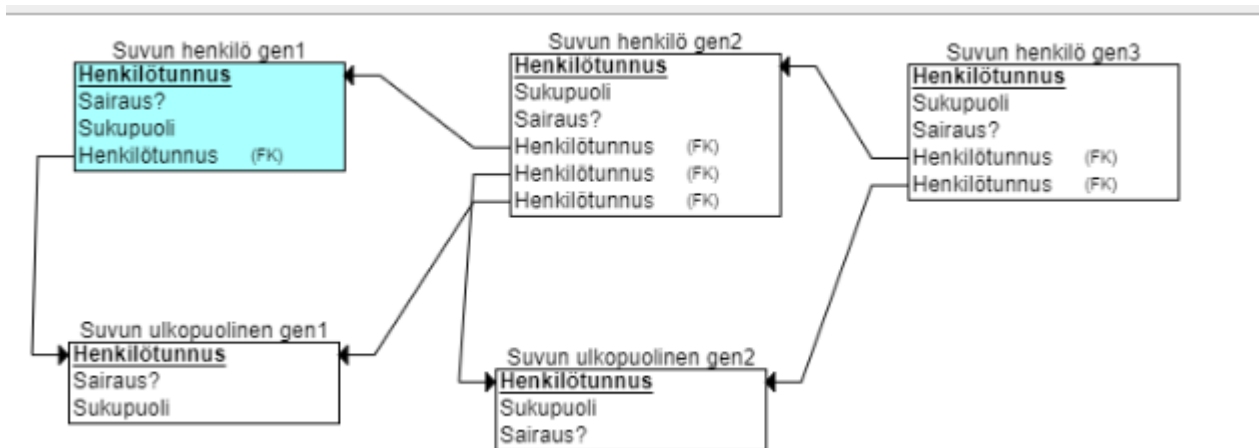 Suvun henkilö gen1
Henkilötunnus
Sairaus?
Sukupuoli
Henkilötunnus (FK)
Suvun henkilö gen2
Henkilötunnus
Sukupuoli
Sairaus?
Henkilötunnus (FK)
Henkilötunnus (FK)
Henkilötunnus (FK)
Suvun henkilö gen3
Henkilötunnus
Sukupuoli
Sairaus?
Henkilötunnus (FK)
Henkilötunnus (FK)
Suvun ulkopuolinen gen1
Henkilötunnus
Sairaus?
Sukupuoli
Suvun ulkopuolinen gen2
Henkilötunnus
Sukupuoli
Sairaus?